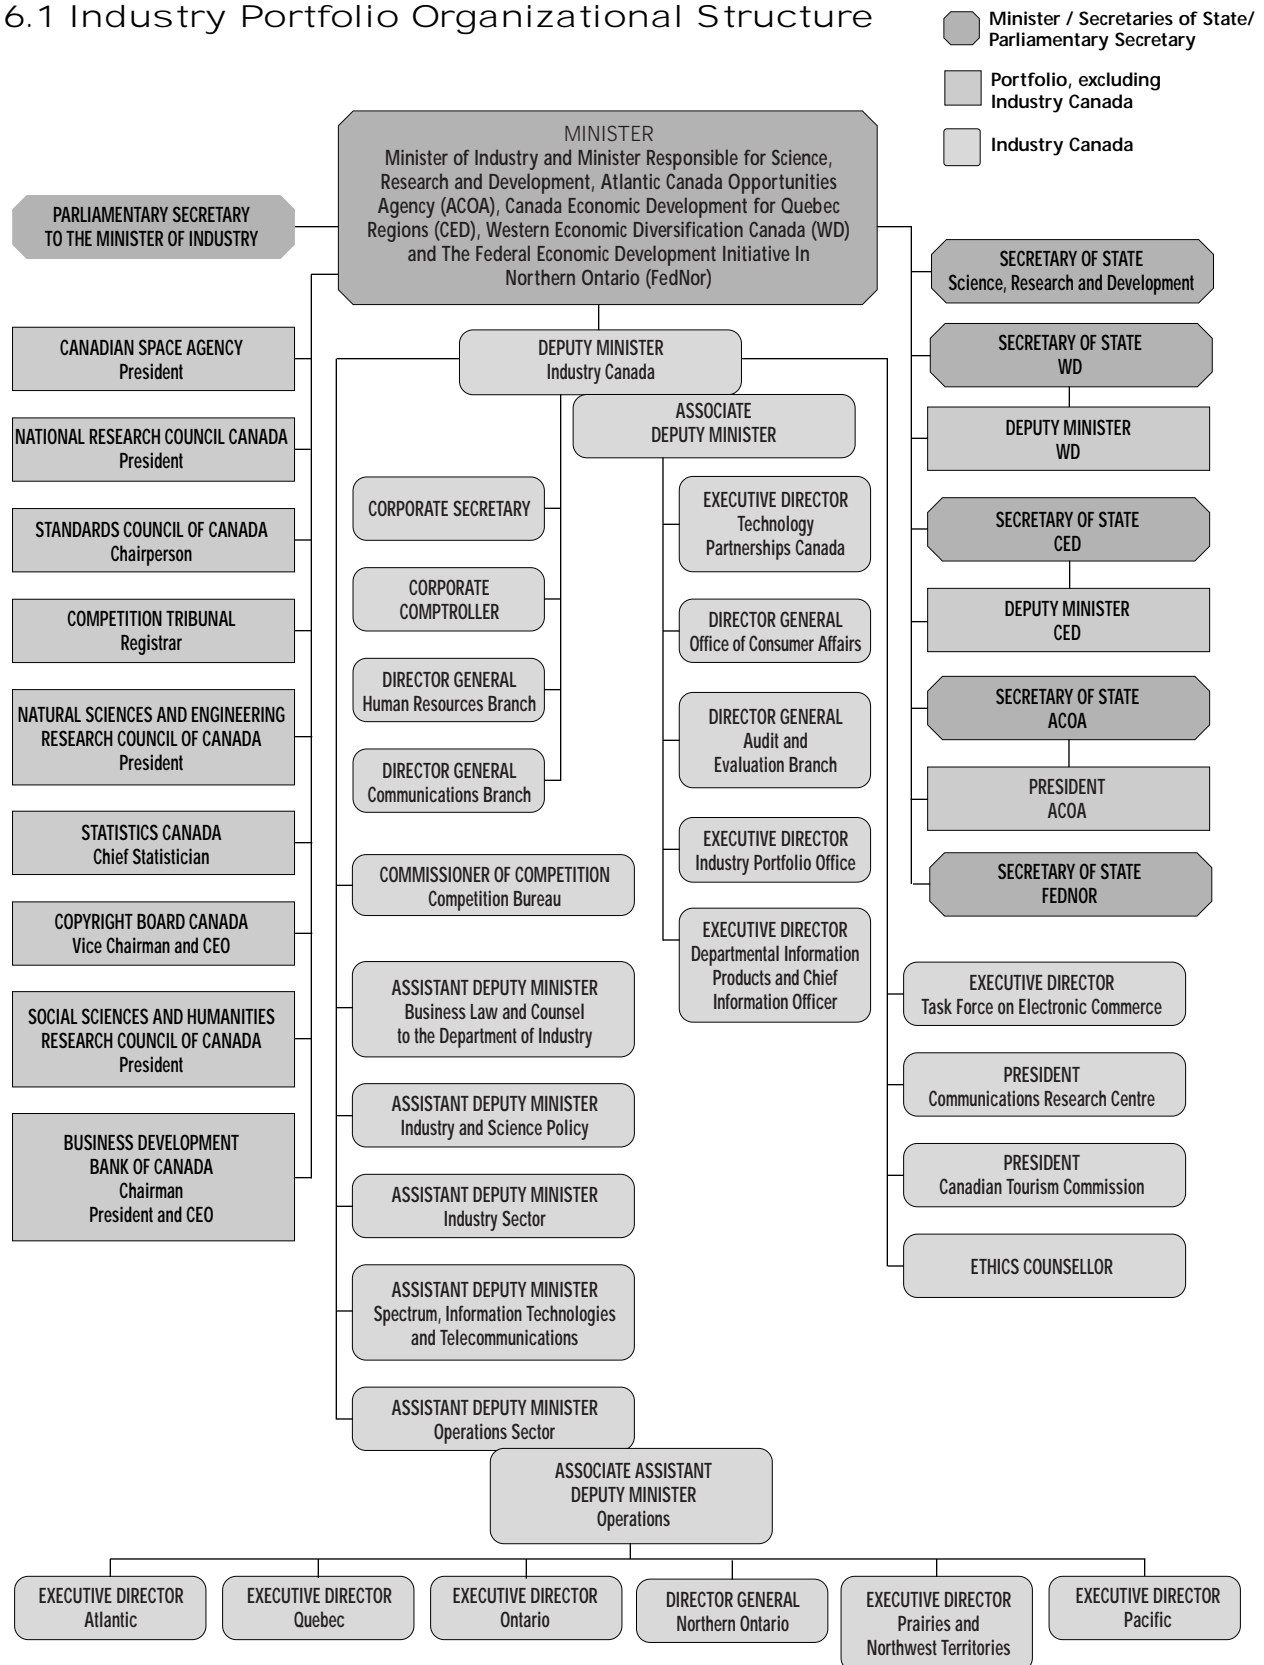 6.1 Industry Portfolio Organizational Structure
Minister / Secretaries of State/
Parliamentary Secretary
Portfolio, excluding
Industry Canada
Industry Canada
MINISTER
Minister of Industry and Minister Responsible for Science,
Research and Development, Atlantic Canada Opportunities
Agency (ACOA), Canada Economic Development for Quebec
Regions (CED), Western Economic Diversification Canada (WD)
and The Federal Economic Development Initiative In
Northern Ontario (FedNor)
PARLIAMENTARY SECRETARY
TO THE MINISTER OF INDUSTRY
CANADIAN SPACE AGENCY
President
NATIONAL RESEARCH COUNCIL CANADA
President
STANDARDS COUNCIL OF CANADA
Chairperson
COMPETITION TRIBUNAL
Registrar
NATURAL SCIENCES AND ENGINEERING
RESEARCH COUNCIL OF CANADA
President
STATISTICS CANADA
Chief Statistician
COPYRIGHT BOARD CANADA
Vice Chairman and CEO
SOCIAL SCIENCES AND HUMANITIES
RESEARCH COUNCIL OF CANADA
President
BUSINESS DEVELOPMENT
BANK OF CANADA
Chairman
President and CEO
DEPUTY MINISTER
Industry Canada
ASSOCIATE
DEPUTY MINISTER
CORPORATE SECRETARY
CORPORATE
COMPTROLLER
DIRECTOR GENERAL
Human Resources Branch
DIRECTOR GENERAL
Communications Branch
COMMISSIONER OF COMPETITION
Competition Bureau
ASSISTANT DEPUTY MINISTER
Business Law and Counsel
to the Department of Industry
ASSISTANT DEPUTY MINISTER
Industry and Science Policy
ASSISTANT DEPUTY MINISTER
Industry Sector
ASSISTANT DEPUTY MINISTER
Spectrum, Information Technologies
and Telecommunications
ASSISTANT DEPUTY MINISTER
Operations Sector
EXECUTIVE DIRECTOR
Technology
Partnerships Canada
DIRECTOR GENERAL
Office of Consumer Affairs
DIRECTOR GENERAL
Audit and
Evaluation Branch
EXECUTIVE DIRECTOR
Industry Portfolio Office
EXECUTIVE DIRECTOR
Departmental Information
Products and Chief
Information Officer
SECRETARY OF STATE
Science, Research and Development
SECRETARY OF STATE
WD
DEPUTY MINISTER
WD
SECRETARY OF STATE
CED
DEPUTY MINISTER
CED
SECRETARY OF STATE
ACOA
PRESIDENT
ACOA
SECRETARY OF STATE
FEDNOR
EXECUTIVE DIRECTOR
Task Force on Electronic Commerce
PRESIDENT
Communications Research Centre
PRESIDENT
Canadian Tourism Commission
ETHICS COUNSELLOR
ASSOCIATE ASSISTANT
DEPUTY MINISTER
Operations
EXECUTIVE DIRECTOR
Atlantic
EXECUTIVE DIRECTOR
Quebec
EXECUTIVE DIRECTOR
Ontario
DIRECTOR GENERAL
Northern Ontario
EXECUTIVE DIRECTOR
Prairies and
Northwest Territories
EXECUTIVE DIRECTOR
Pacific